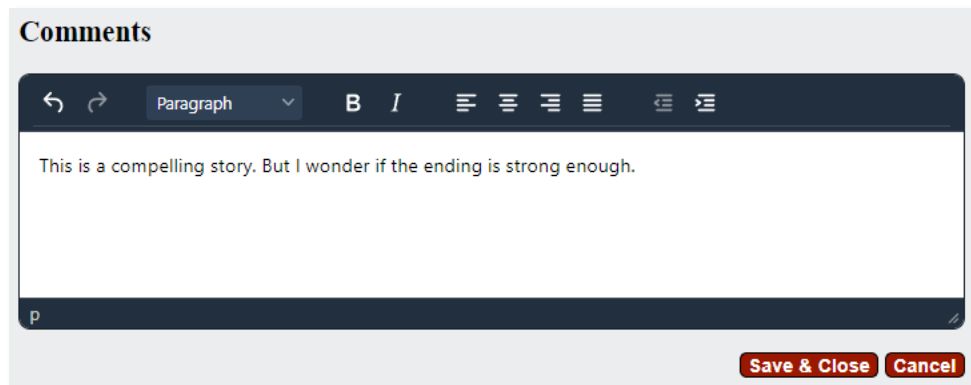 Comments
Paragraph B I
This is a compelling story. But I wonder if the ending is strong enough.
p
Save & Close Cancel